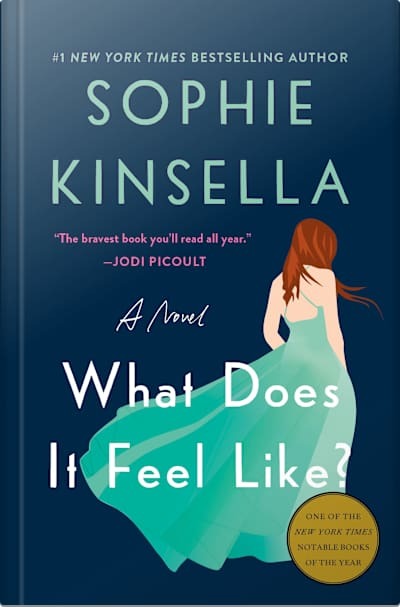 #1 NEW YORK TIMES BESTSELLING AUTHOR
SOPHIE
KINSELLA
“The bravest book you’ll read all year.”
—JODI PICOULT
A Novel
What Does
It Feel Like?
ONE OF THE
NEW YORK TIMES
NOTABLE BOOKS
OF THE YEAR